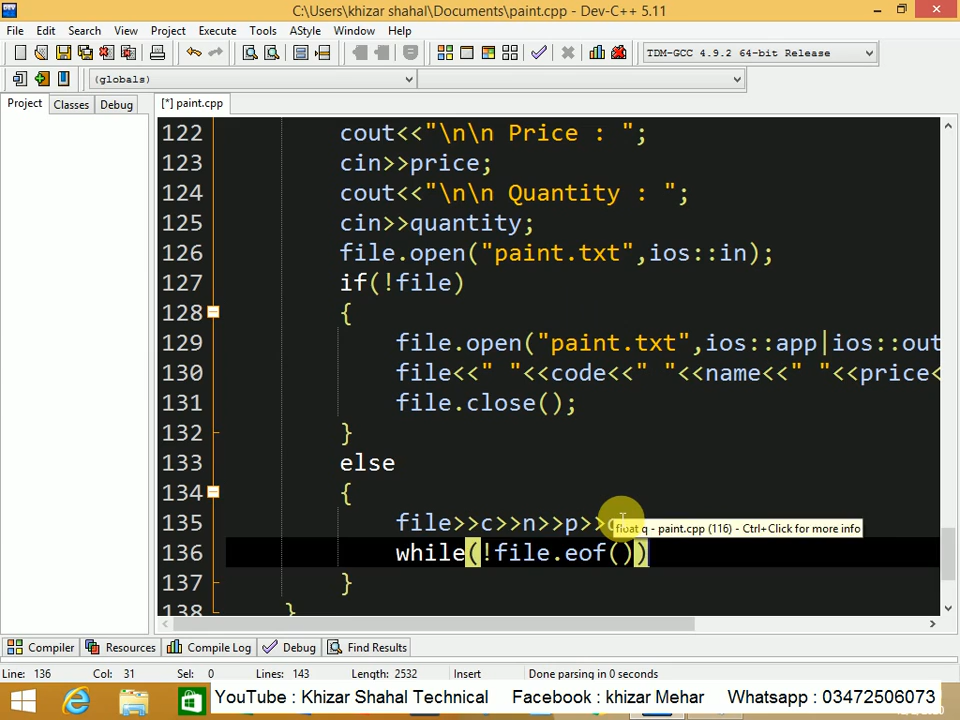 C:\Users\khizar shahal\Documents\paint.cpp - Dev-C++ 5.11
File Edit Search View Project Execute Tools AStyle Window Help
TDM-GCC 4.9.2 64-bit Release
(globals)
Project Classes Debug [*] paint.cpp
122 cout<<"\n\n Price : ";
123 cin>>price;
124 cout<<"\n\n Quantity : ";
125 cin>>quantity;
126 file.open("paint.txt",ios::in);
127 if(!file)
128 {
129 file.open("paint.txt",ios::app|ios::out
130 file<<" "<<code<<" "<<name<<" "<<price<
131 file.close();
132 }
133 else
134 {
135 file>>c>>n>>p>>
float q - paint.cpp (116) - Ctrl+Click for more info
136 while(!file.eof())
137 }
138 }
Compiler Resources Compile Log Debug Find Results
Line: 136 Col: 31 Sel: 0 Lines: 143 Length: 2532 Insert Done parsing in 0 seconds
YouTube : Khizar Shahal Technical Facebook : khizar Mehar Whatsapp : 03472506073